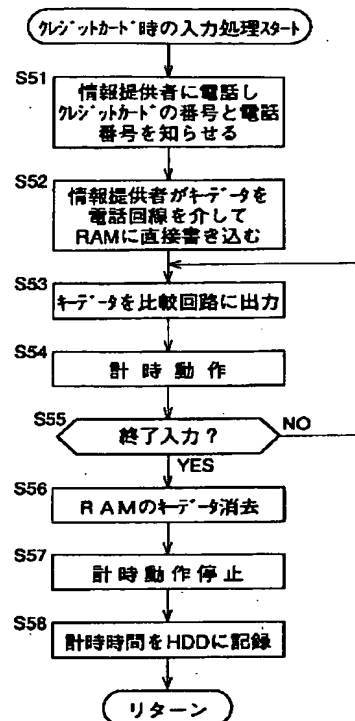 クレジットカード時の入力処理スタート
S51
情報提供者に電話し
クレジットカードの番号と電話
番号を知らせる
S52
情報提供者がキーデータを
電話回線を介して
RAMに直接書き込む
S53
キーデータを比較回路に出力
S54
計時動作
S55
終了入力?
NO
YES
S56
RAMのキーデータ消去
S57
計時動作停止
S58
計時時間をHDDに記録
リターン